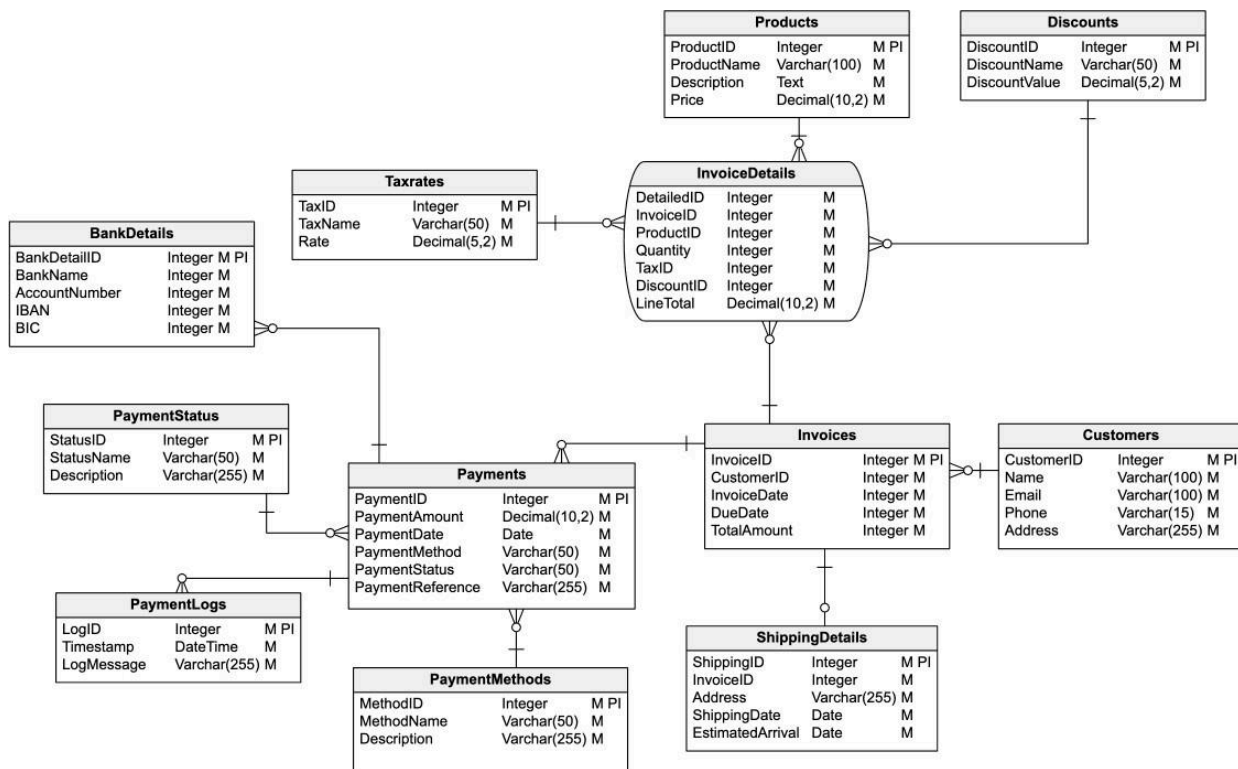 Products
ProductID Integer M PI
ProductName Varchar(100) M
Description Text M
Price Decimal(10,2) M
Discounts
DiscountID Integer M PI
DiscountName Varchar(50) M
DiscountValue Decimal(5,2) M
Taxrates
TaxID Integer M PI
TaxName Varchar(50) M
Rate Decimal(5,2) M
InvoiceDetails
DetailedID Integer M
InvoiceID Integer M
ProductID Integer M
Quantity Integer M
TaxID Integer M
DiscountID Integer M
LineTotal Decimal(10,2) M
BankDetails
BankDetailID Integer M PI
BankName Integer M
AccountNumber Integer M
IBAN Integer M
BIC Integer M
PaymentStatus
StatusID Integer M PI
StatusName Varchar(50) M
Description Varchar(255) M
Payments
PaymentID Integer M PI
PaymentAmount Decimal(10,2) M
PaymentDate Date M
PaymentMethod Varchar(50) M
PaymentStatus Varchar(50) M
PaymentReference Varchar(255) M
Invoices
InvoiceID Integer M PI
CustomerID Integer M
InvoiceDate Integer M
DueDate Integer M
TotalAmount Integer M
Customers
CustomerID Integer M PI
Name Varchar(100) M
Email Varchar(100) M
Phone Varchar(15) M
Address Varchar(255) M
PaymentLogs
LogID Integer M PI
Timestamp DateTime M
LogMessage Varchar(255) M
PaymentMethods
MethodID Integer M PI
MethodName Varchar(50) M
Description Varchar(255) M
ShippingDetails
ShippingID Integer M PI
InvoiceID Integer M
Address Varchar(255) M
ShippingDate Date M
EstimatedArrival Date M